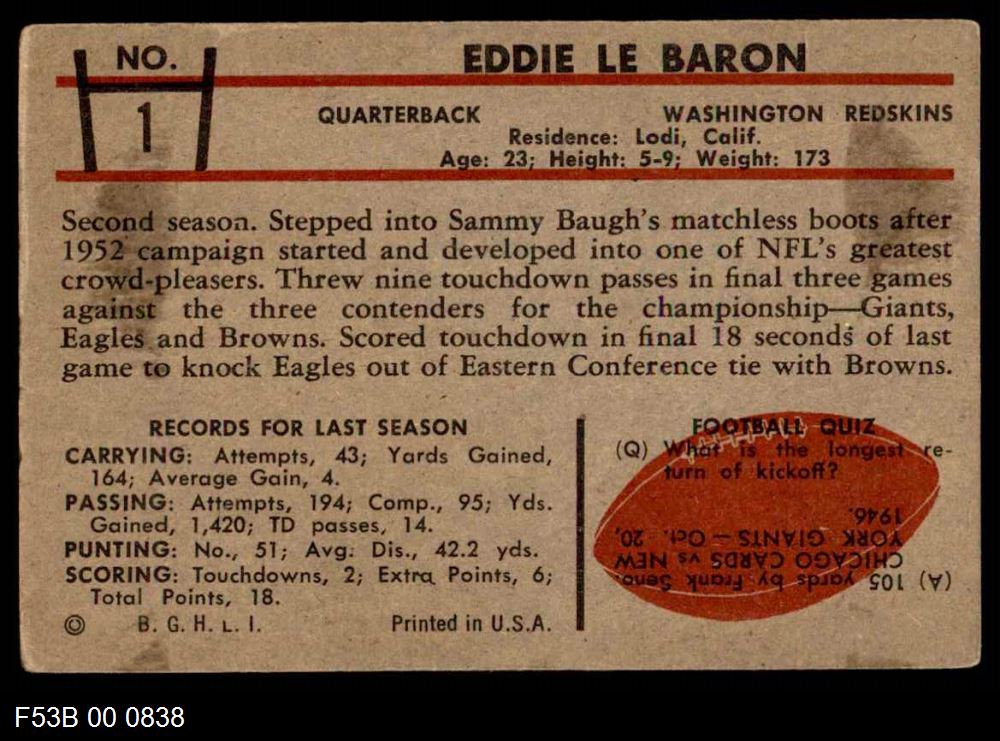 NO.
1
EDDIE LE BARON
QUARTERBACK WASHINGTON REDSKINS
Residence: Lodi, Calif.
Age: 23; Height: 5-9; Weight: 173
Second season. Stepped into Sammy Baugh's matchless boots after
1952 campaign started and developed into one of NFL's greatest
crowd-pleasers. Threw nine touchdown passes in final three games
against the three contenders for the championship—Giants,
Eagles and Browns. Scored touchdown in final 18 seconds of last
game to knock Eagles out of Eastern Conference tie with Browns.
RECORDS FOR LAST SEASON
CARRYING: Attempts, 43; Yards Gained,
164; Average Gain, 4.
PASSING: Attempts, 194; Comp., 95; Yds.
Gained, 1,420; TD passes, 14.
PUNTING: No., 51; Avg. Dis., 42.2 yds.
SCORING: Touchdowns, 2; Extra Points, 6;
Total Points, 18.
© B. G. H. L. I. Printed in U.S.A.
FOOTBALL QUIZ
(Q) What is the longest re-
turn of kickoff?
(A) 105 yards by Frank Seno,
CHICAGO CARDS vs NEW
YORK GIANTS — Oct. 20,
1946.
F53B 00 0838